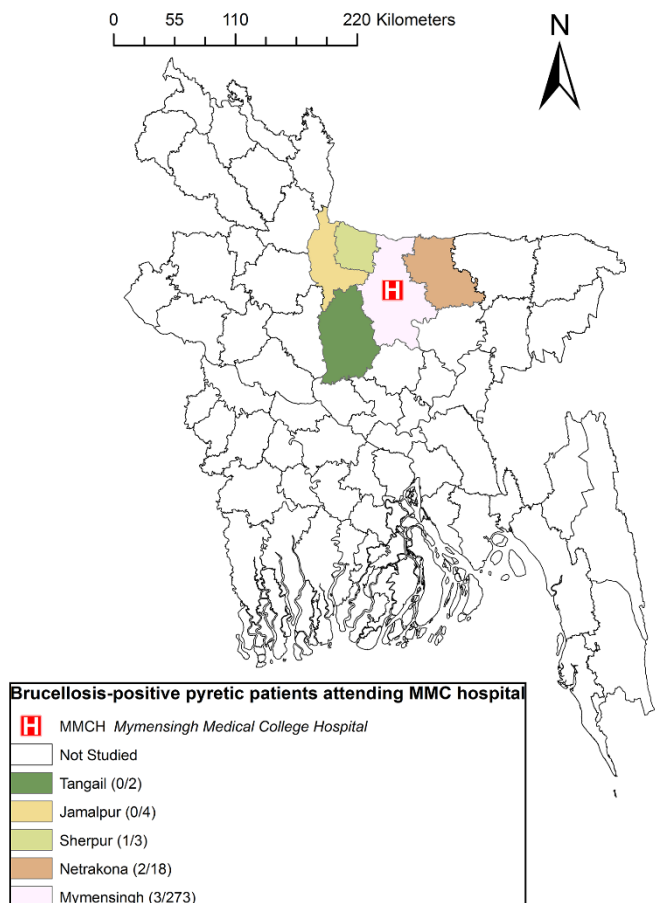 0 55 110 220 Kilometers
N
H
Brucellosis-positive pyretic patients attending MMC hospital
H MMCH Mymensingh Medical College Hospital
Not Studied
Tangail (0/2)
Jamalpur (0/4)
Sherpur (1/3)
Netrakona (2/18)
Mymensingh (3/273)